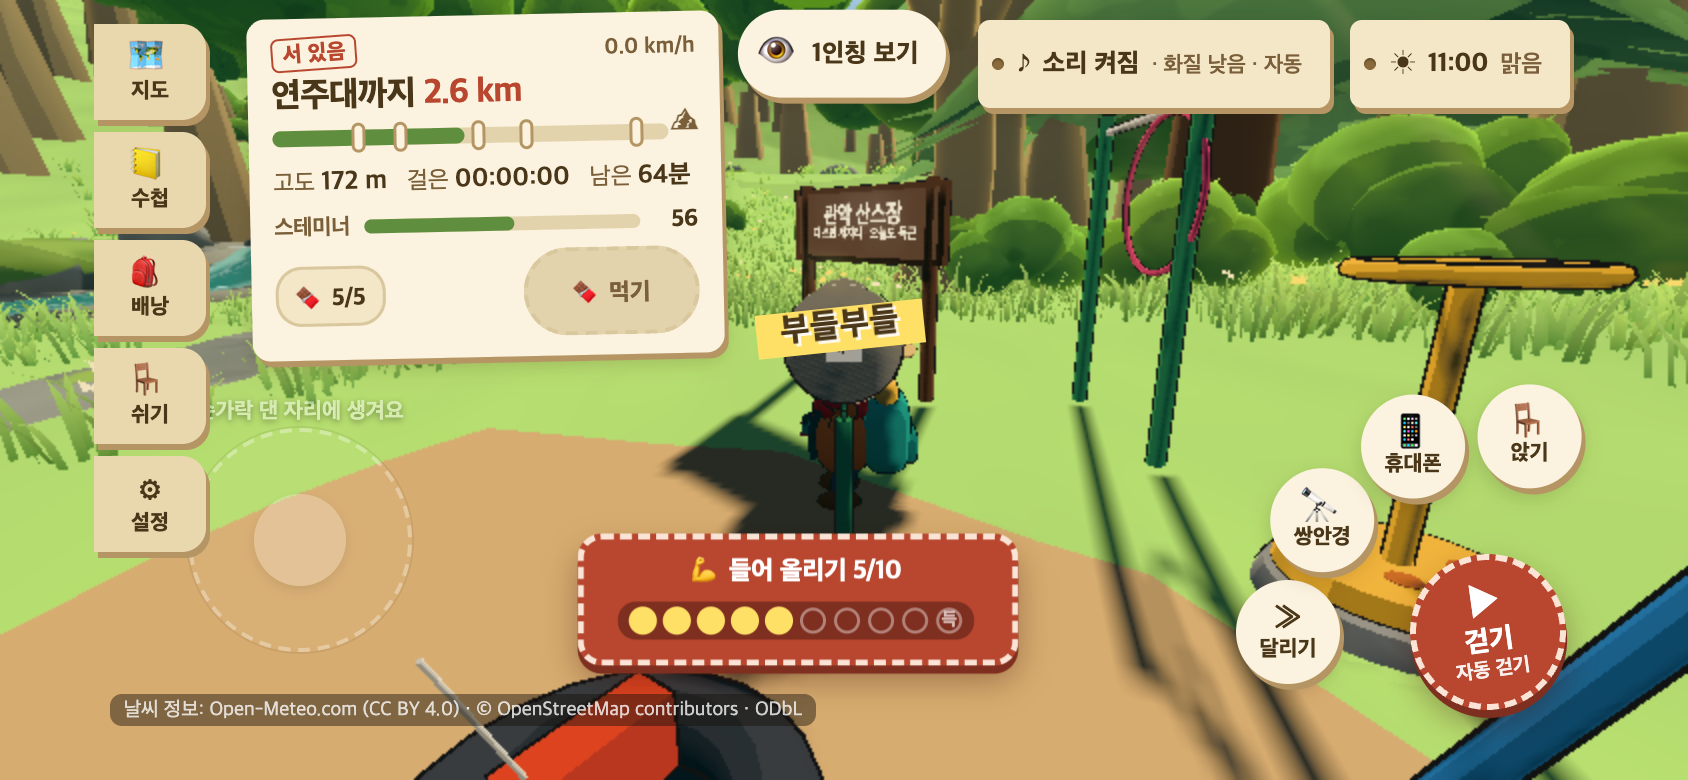 지도
수첩
배낭
쉬기
설정
서 있음
0.0 km/h
연주대까지 2.6 km
고도 172 m 걸은 00:00:00 남은 64분
스테미너 56
5/5
먹기
1인칭 보기
♪ 소리 켜짐 · 화질 낮음 · 자동
11:00 맑음
관악 산스장
오늘도 득근
부들부들
가락 댄 자리에 생겨요
휴대폰
앉기
쌍안경
달리기
걷기
자동 걷기
들어 올리기 5/10
득
날씨 정보: Open-Meteo.com (CC BY 4.0) · © OpenStreetMap contributors · ODbL